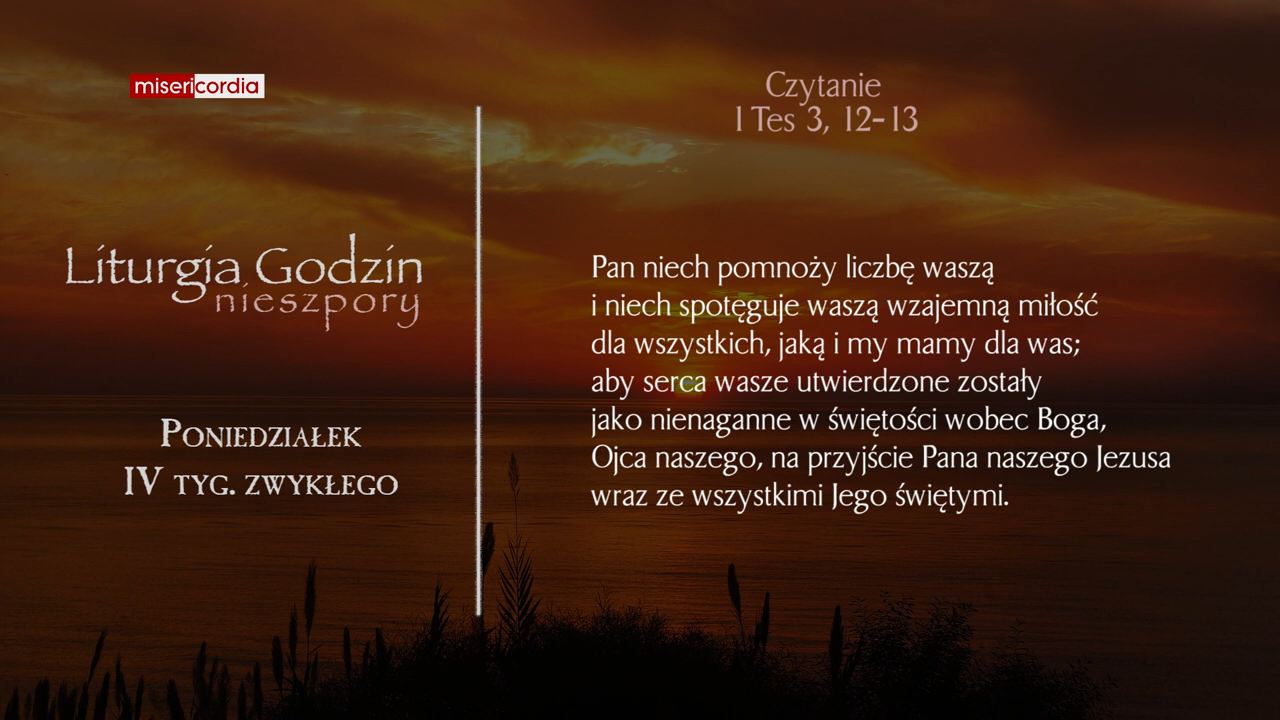 misericordia
Liturgia Godzin
nieszpory
Poniedziałek
IV tyg. zwykłego
Czytanie
1 Tes 3, 12-13
Pan niech pomnoży liczbę waszą
i niech spotęguje waszą wzajemną miłość
dla wszystkich, jaką i my mamy dla was;
aby serca wasze utwierdzone zostały
jako nienaganne w świętości wobec Boga,
Ojca naszego, na przyjście Pana naszego Jezusa
wraz ze wszystkimi Jego świętymi.